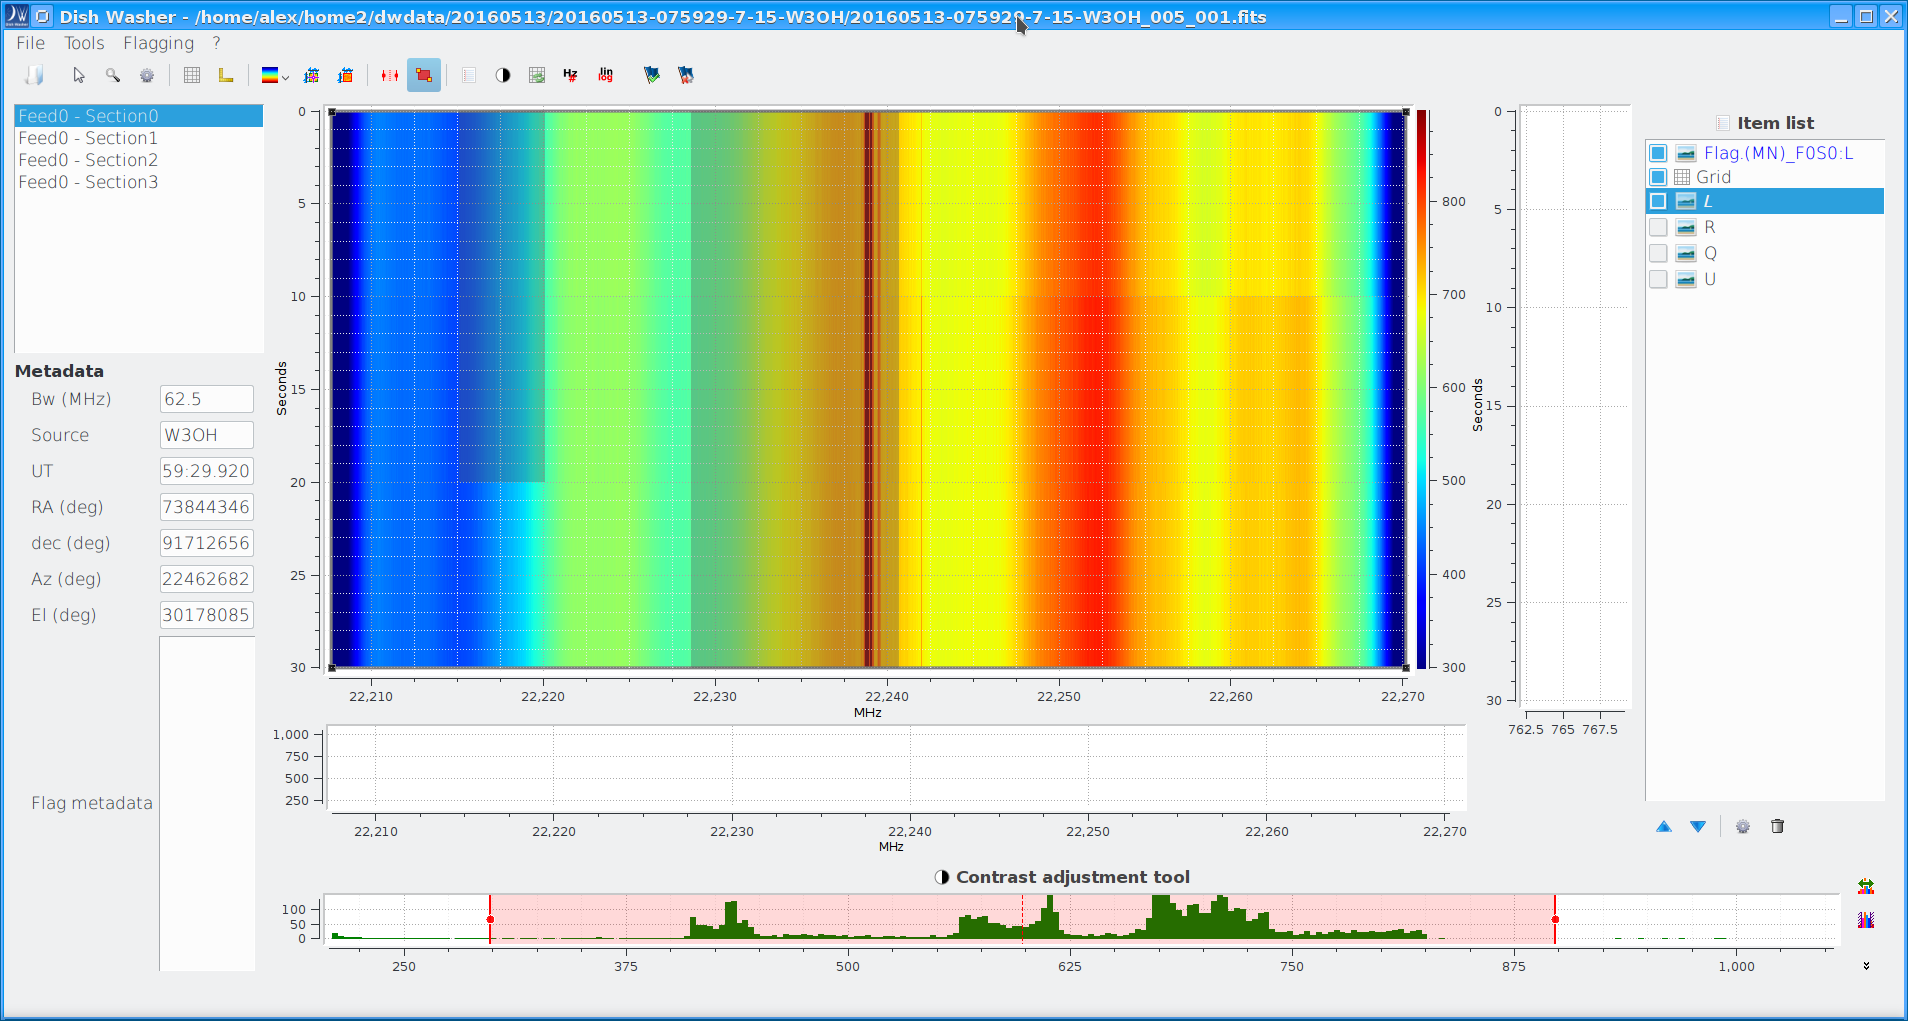 Dish Washer - /home/alex/home2/dwdata/20160513/20160513-075929-7-15-W3OH/20160513-075929-7-15-W3OH_005_001.fits
File Tools Flagging ?
Hz
lin
log
Feed0 - Section0
Feed0 - Section1
Feed0 - Section2
Feed0 - Section3
Metadata
Bw (MHz) 62.5
Source W3OH
UT 59:29.920
RA (deg) 73844346
dec (deg) 91712656
Az (deg) 22462682
El (deg) 30178085
Flag metadata
Seconds
0
5
10
15
20
25
30
22,210 22,220 22,230 22,240 22,250 22,260 22,270
MHz
800
700
600
500
400
300
1,000
750
500
250
22,210 22,220 22,230 22,240 22,250 22,260 22,270
MHz
Seconds
0
5
10
15
20
25
30
762.5 765 767.5
Item list
Flag.(MN)_F0S0:L
Grid
L
R
Q
U
Contrast adjustment tool
100
50
0
250 375 500 625 750 875 1,000